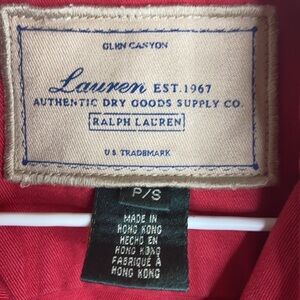 GLEN CANYON
Lauren EST. 1967
AUTHENTIC DRY GOODS SUPPLY CO.
RALPH LAUREN
U.S. TRADEMARK
P/S
MADE IN
HONG KONG
HECHO EN
HONG KONG
FABRIQUÉ À
HONG KONG